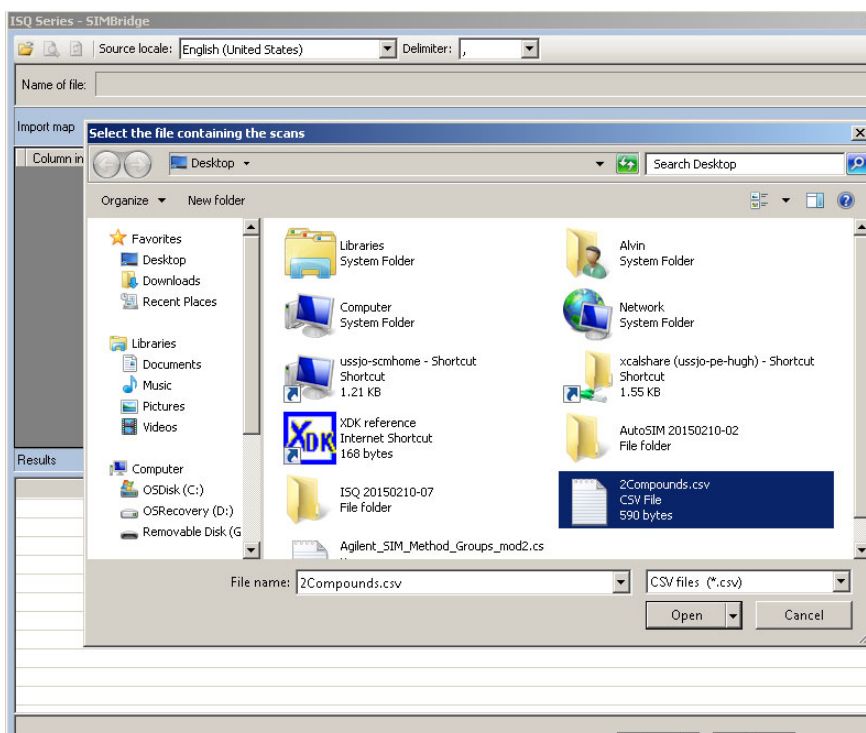 ISQ Series - SIMBridge
Source locale: English (United States) Delimiter: ,
Name of file:
Import map
Select the file containing the scans
Column in
Desktop
Search Desktop
Organize
New folder
Favorites
Desktop
Downloads
Recent Places
Libraries
Documents
Music
Pictures
Videos
Computer
OSDisk (C:)
OSRecovery (D:)
Removable Disk (G
Libraries
System Folder
Alvin
System Folder
Computer
System Folder
Network
System Folder
ussjo-scmhome - Shortcut
Shortcut
1.21 KB
xcalshare (ussjo-pe-hugh) - Shortcut
Shortcut
1.55 KB
XDK
XDK reference
Internet Shortcut
168 bytes
AutoSIM 20150210-02
File folder
ISQ 20150210-07
File folder
2Compounds.csv
CSV File
590 bytes
Agilent_SIM_Method_Groups_mod2.cs
Results
File name: 2Compounds.csv
CSV files (*.csv)
Open
Cancel